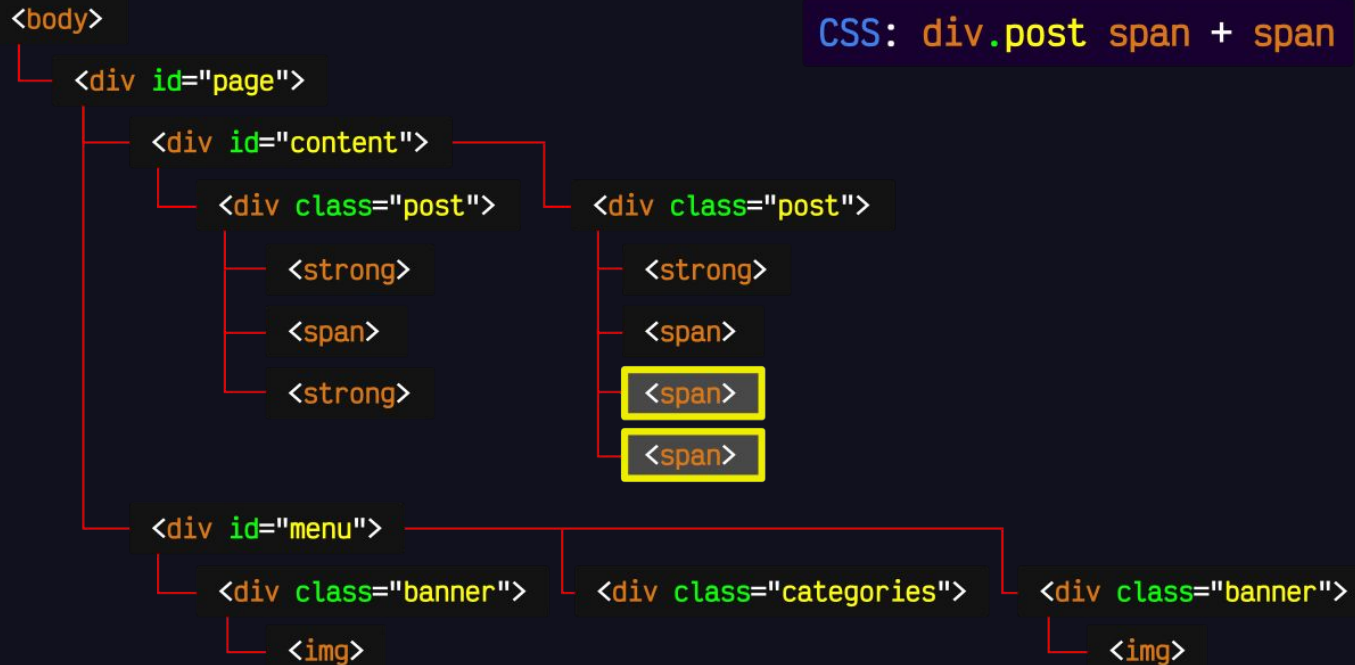 <body>
CSS: div.post span + span
<div id="page">
<div id="content">
<div class="post"> <div class="post">
<strong> <strong>
<span> <span>
<strong> <span>
<span>
<div id="menu">
<div class="banner"> <div class="categories"> <div class="banner">
<img> <img>